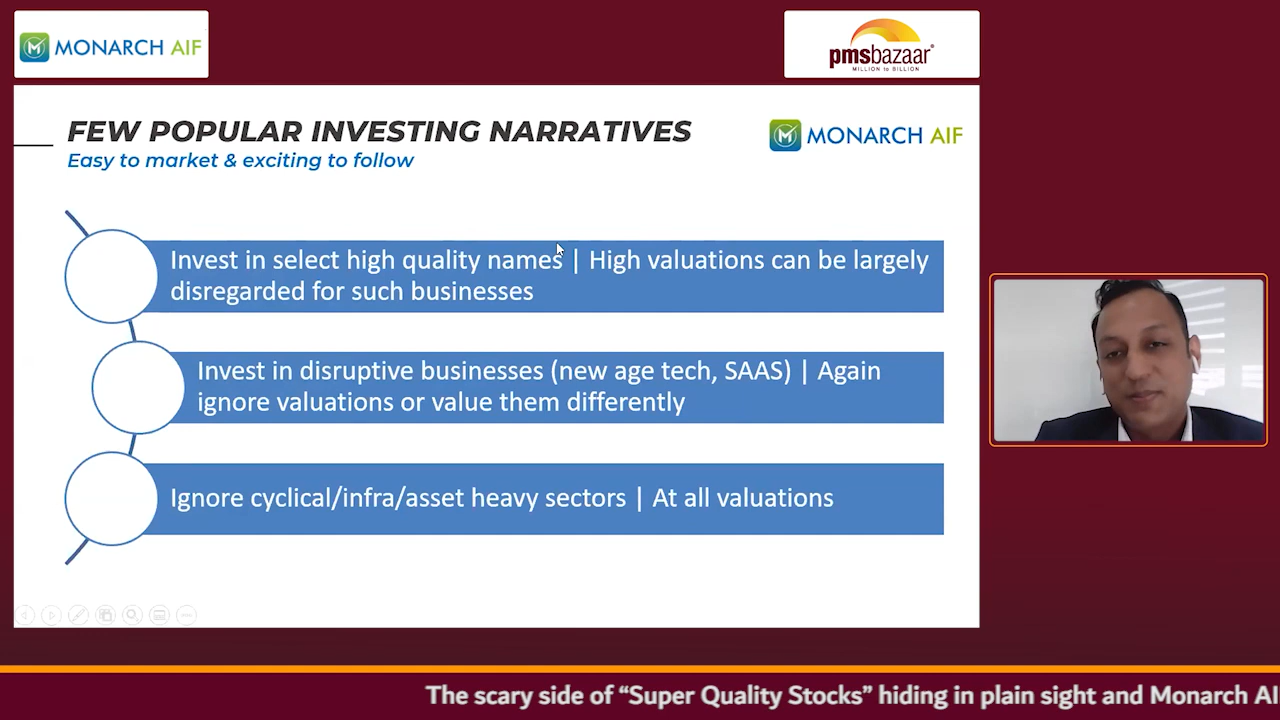 MONARCH AIF
pmsbazaar
MILLION to BILLION
FEW POPULAR INVESTING NARRATIVES
Easy to market & exciting to follow
MONARCH AIF
Invest in select high quality names | High valuations can be largely
disregarded for such businesses
Invest in disruptive businesses (new age tech, SAAS) | Again
ignore valuations or value them differently
Ignore cyclical/infra/asset heavy sectors | At all valuations
The scary side of “Super Quality Stocks” hiding in plain sight and Monarch AI